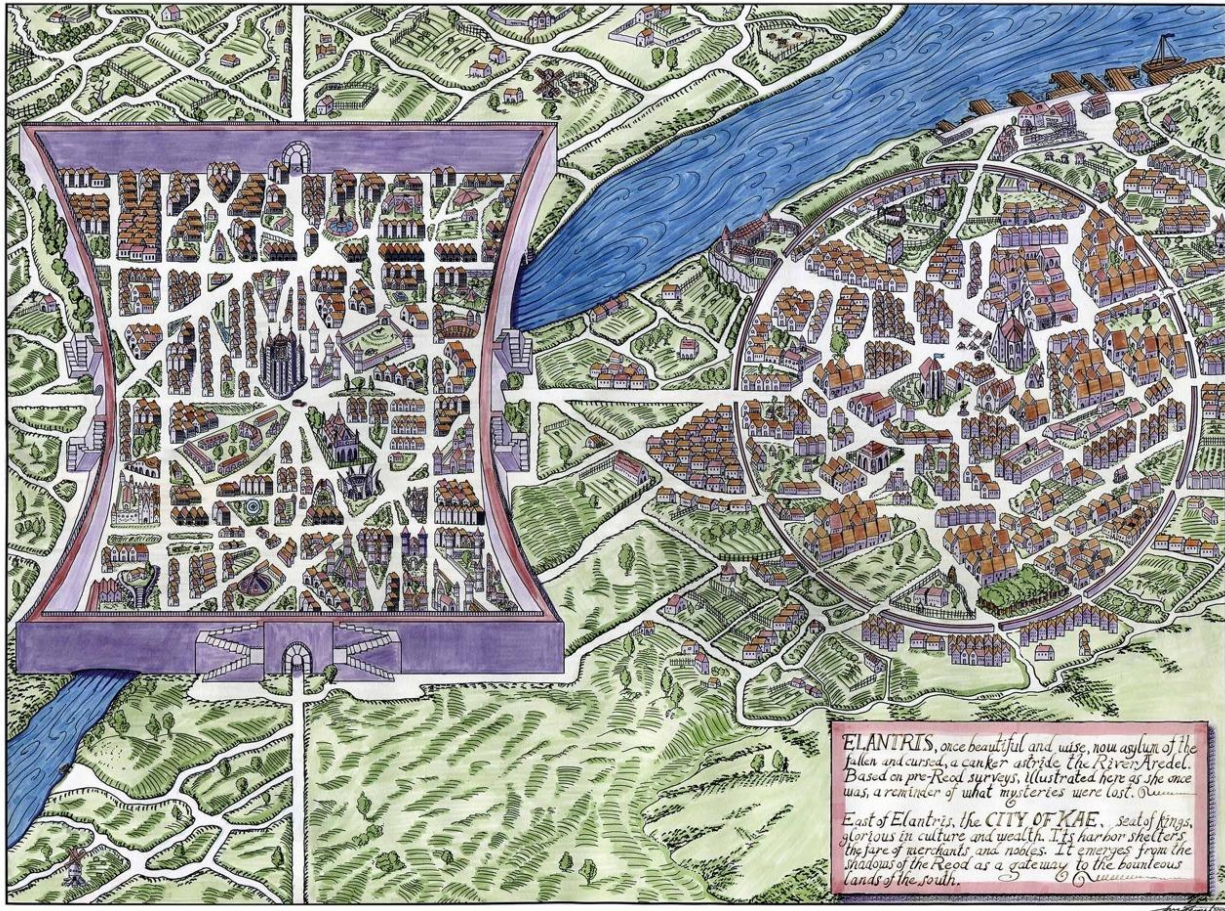 ELANTRIS, once beautiful and wise, now asylum of the
fallen and cursed, a canker astride the River Aredel.
Based on pre-Reod surveys, illustrated here as she once
was, a reminder of what mysteries were lost.
East of Elantris, the CITY OF KAE, seat of kings,
glorious in culture and wealth. Its harbor shelters
the fare of merchants and nobles. It emerges from the
shadows of the Reod as a gateway to the bounteous
lands of the south.